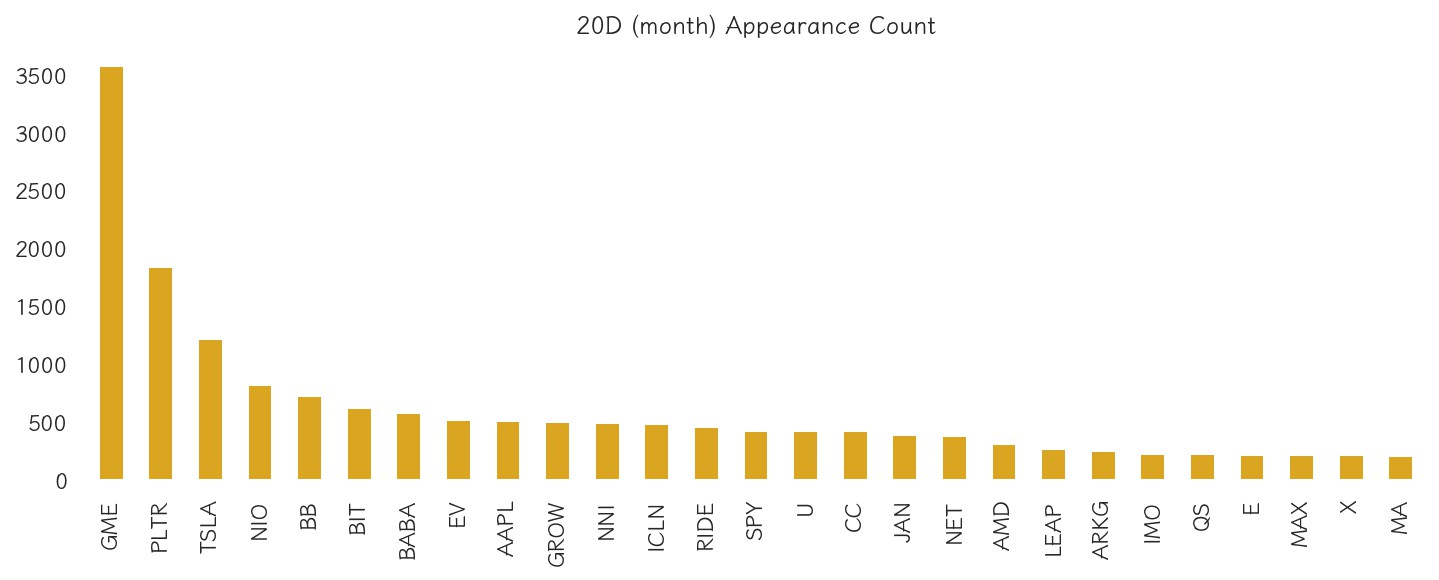 20D (month) Appearance Count
3500
3000
2500
2000
1500
1000
500
0
GME
PLTR
TSLA
NIO
BB
BIT
BABA
EV
AAPL
GROW
NNI
ICLN
RIDE
SPY
U
CC
JAN
NET
AMD
LEAP
ARKG
IMO
QS
E
MAX
X
MA